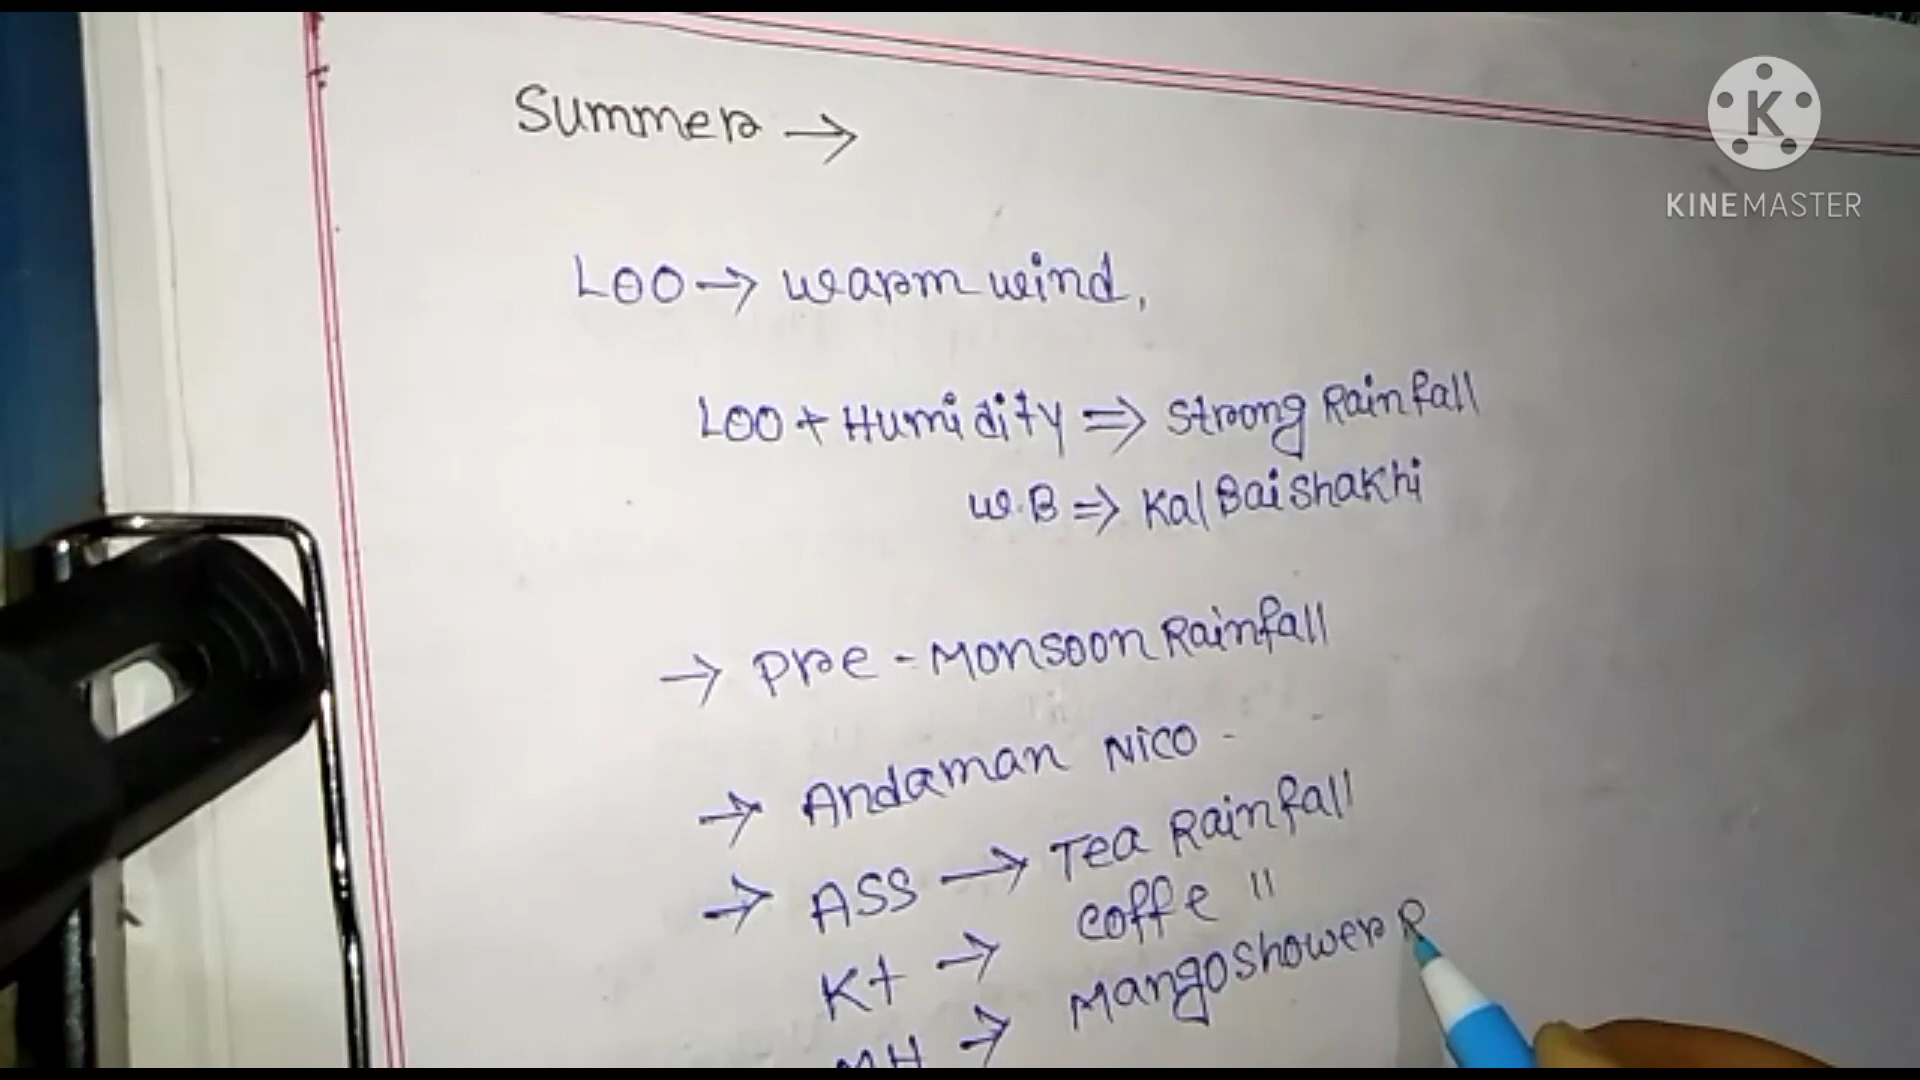 Summer →
LOO → warm wind,
LOO + Humidity ⇒ Strong Rainfall
W.B ⇒ Kal Baishakhi
→ Pre - Monsoon Rainfall
→ Andaman Nico -
→ ASS → Tea Rainfall
Kt → Coffe "
MH → Mangoshower R
K
KINEMASTER